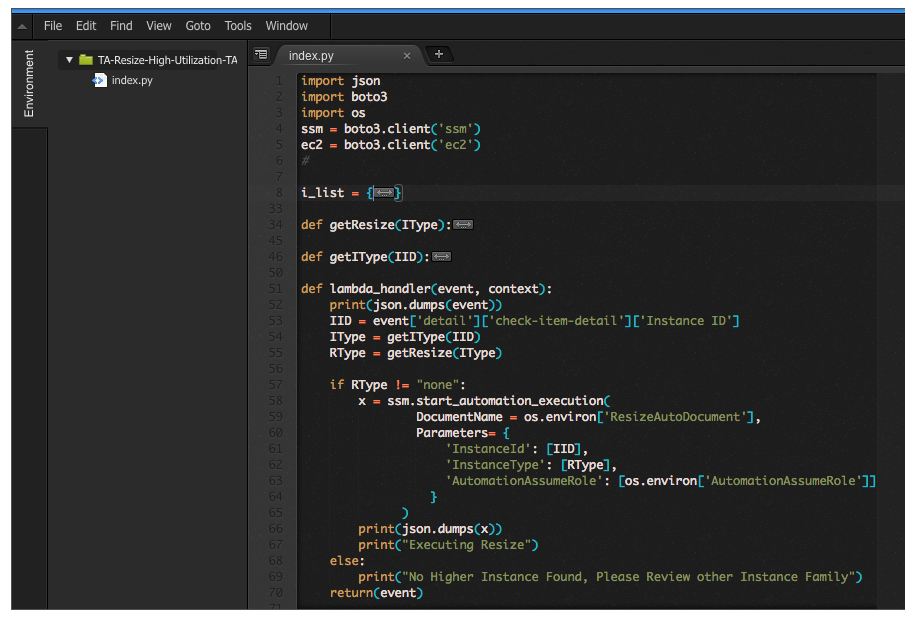 File Edit Find View Goto Tools Window
Environment
TA-Resize-High-Utilization-TA
index.py
index.py
1 import json
2 import boto3
3 import os
4 ssm = boto3.client('ssm')
5 ec2 = boto3.client('ec2')
6 #
7
8 i_list = {}
33
34 def getResize(IType):
45
46 def getIType(IID):
50
51 def lambda_handler(event, context):
52 print(json.dumps(event))
53 IID = event['detail']['check-item-detail']['Instance ID']
54 IType = getIType(IID)
55 RType = getResize(IType)
56
57 if RType != "none":
58 x = ssm.start_automation_execution(
59 DocumentName = os.environ['ResizeAutoDocument'],
60 Parameters= {
61 'InstanceId': [IID],
62 'InstanceType': [RType],
63 'AutomationAssumeRole': [os.environ['AutomationAssumeRole']]
64 }
65 )
66 print(json.dumps(x))
67 print("Executing Resize")
68 else:
69 print("No Higher Instance Found, Please Review other Instance Family")
70 return(event)
71